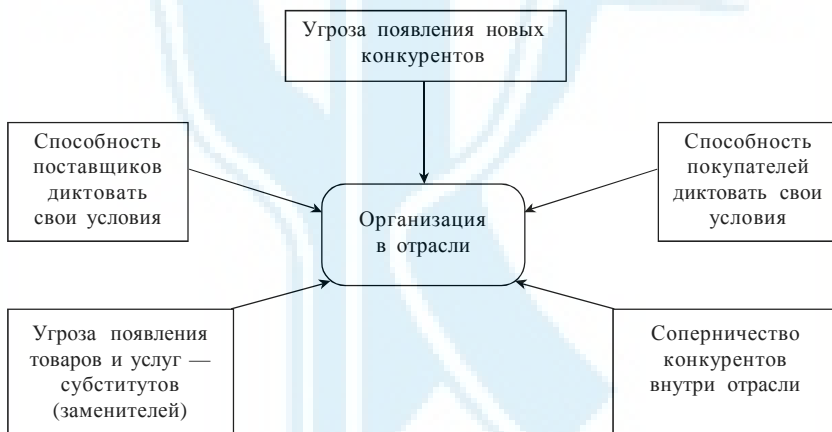 Угроза появления новых
конкурентов
Способность
поставщиков
диктовать
свои условия
Способность
покупателей
диктовать свои
условия
Организация
в отрасли
Угроза появления
товаров и услуг —
субститутов
(заменителей)
Соперничество
конкурентов
внутри отрасли